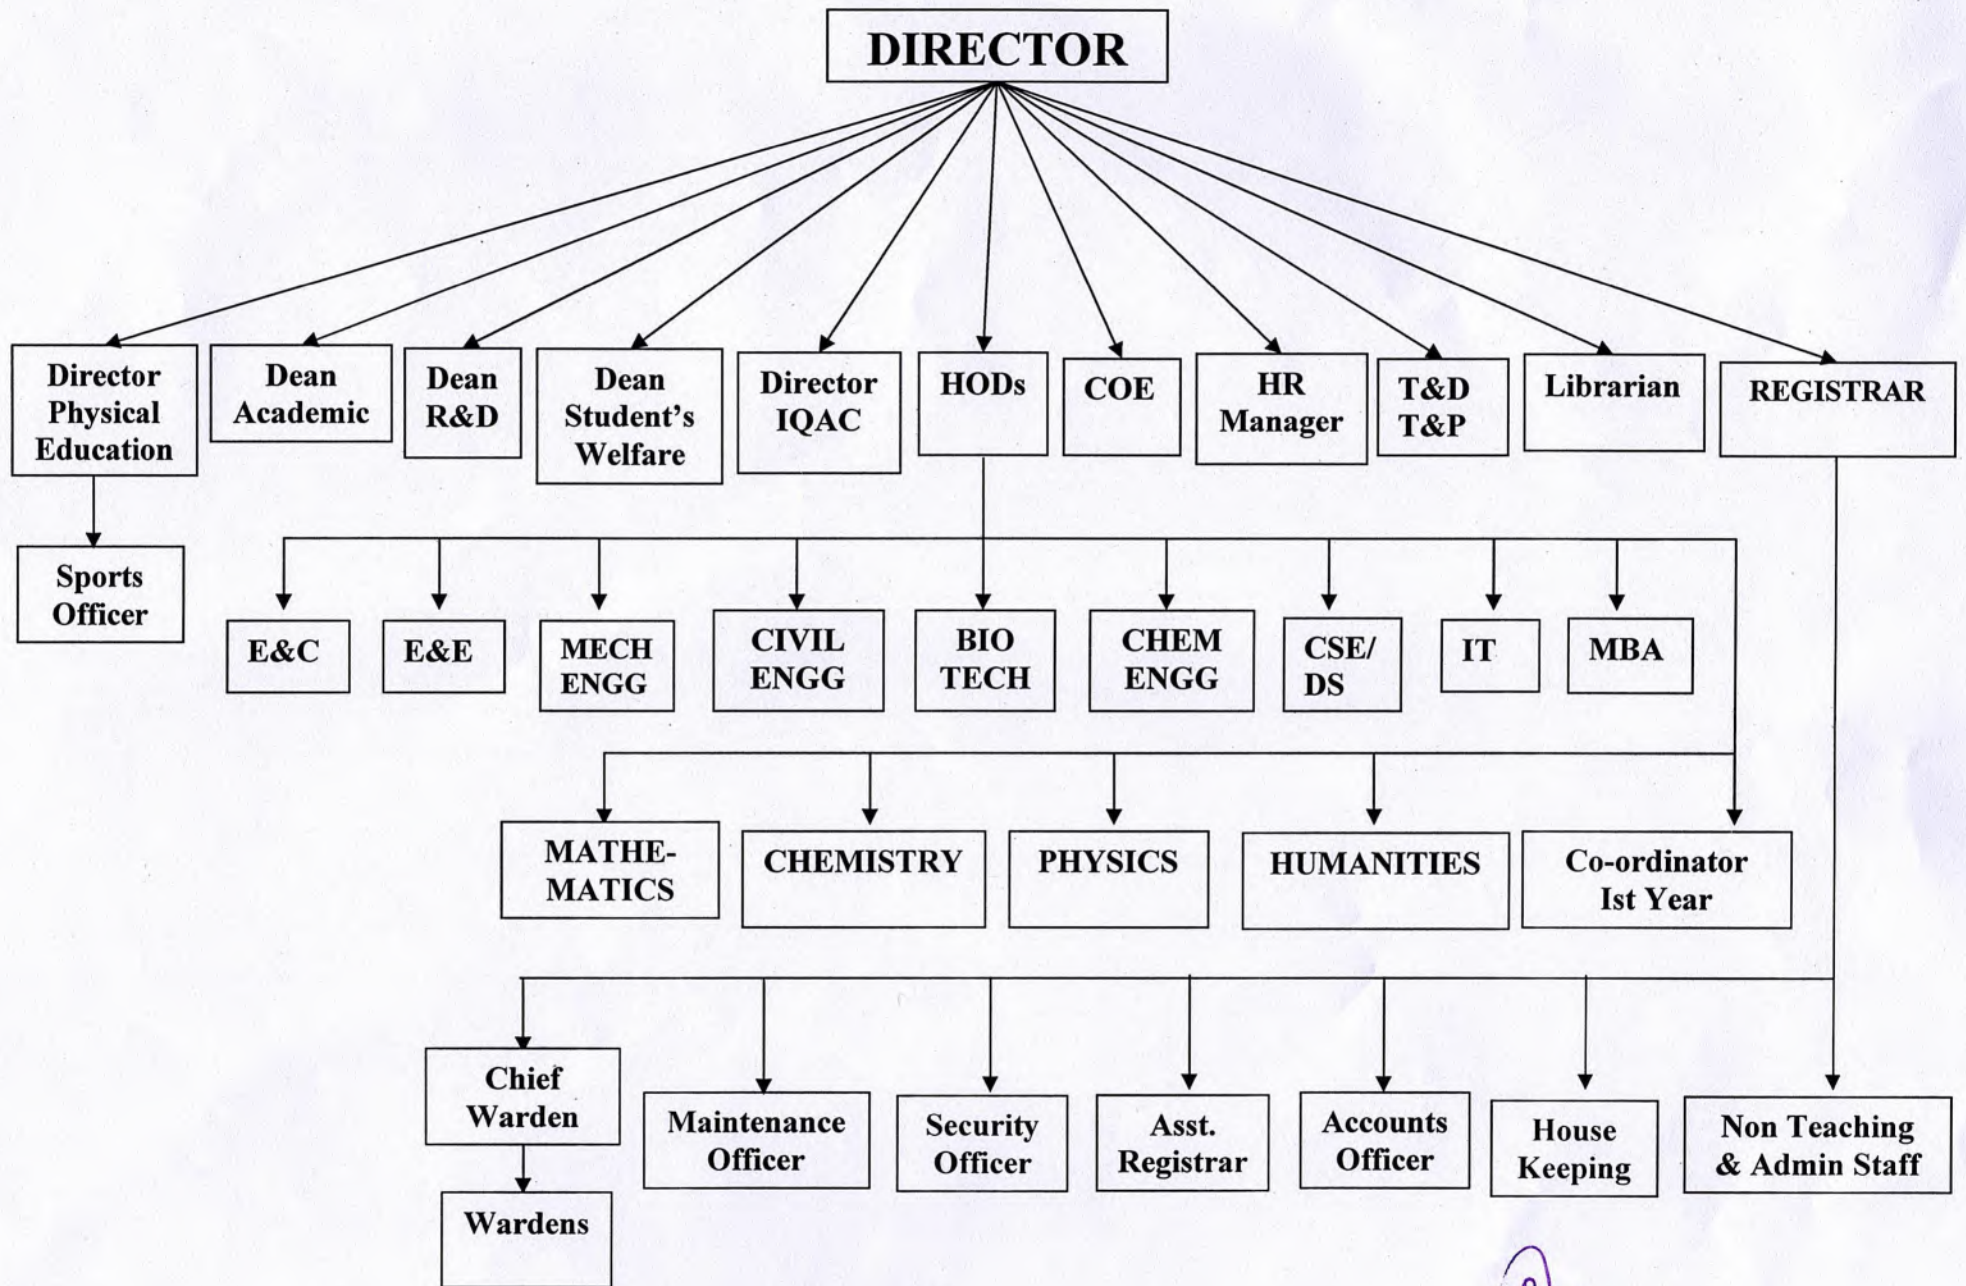 DIRECTOR
Director
Physical
Education
Dean
Academic
Dean
R&D
Dean
Student’s
Welfare
Director
IQAC
HODs
COE
HR
Manager
T&D
T&P
Librarian
REGISTRAR
Sports
Officer
E&C
E&E
MECH
ENGG
CIVIL
ENGG
BIO
TECH
CHEM
ENGG
CSE/
DS
IT
MBA
MATHE-
MATICS
CHEMISTRY
PHYSICS
HUMANITIES
Co-ordinator
Ist Year
Chief
Warden
Maintenance
Officer
Security
Officer
Asst.
Registrar
Accounts
Officer
House
Keeping
Non Teaching
& Admin Staff
Wardens